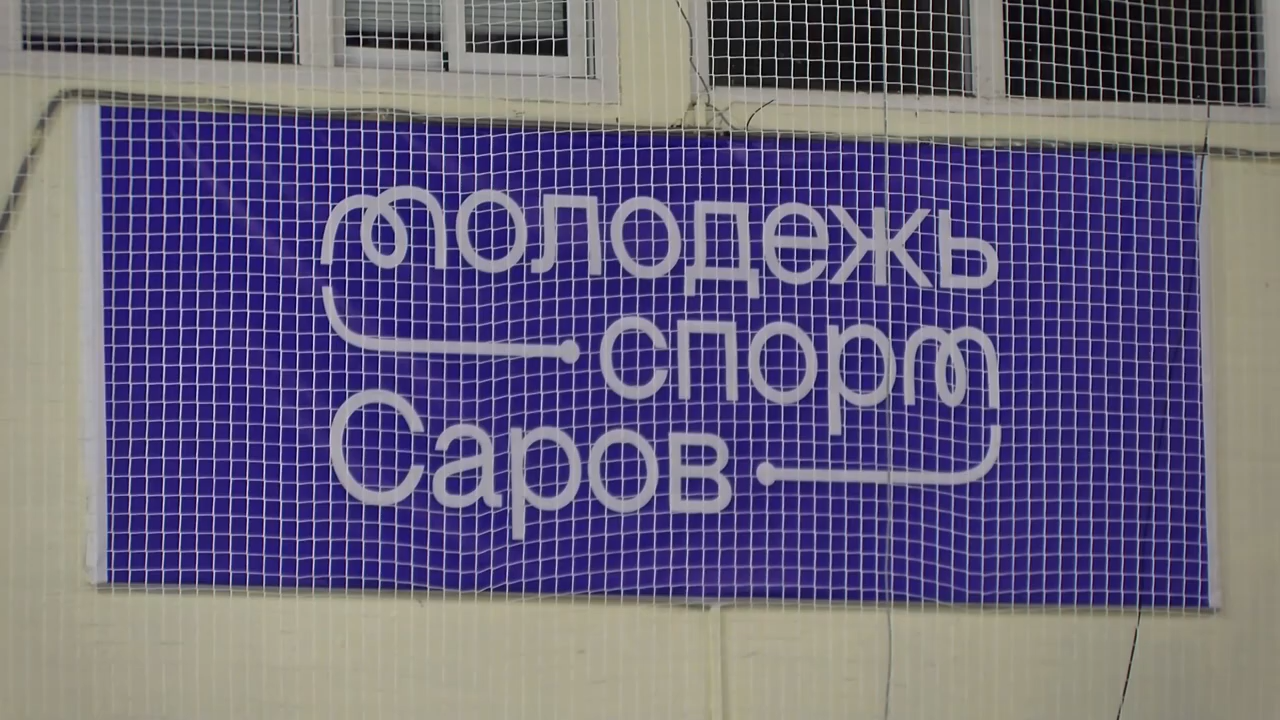 молодежь
спорт
Саров